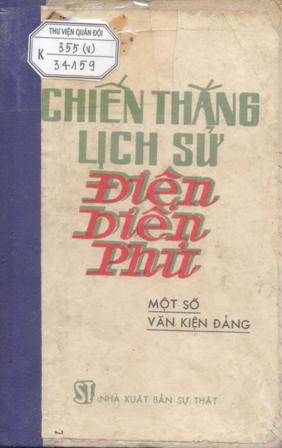 THƯ VIỆN QUÂN ĐỘI
K 355(V)
34159
CHIẾN THẮNG
LỊCH SỬ
Điện
Biên
Phủ
MỘT SỐ
VĂN KIỆN ĐẢNG
ST NHÀ XUẤT BẢN SỰ THẬT